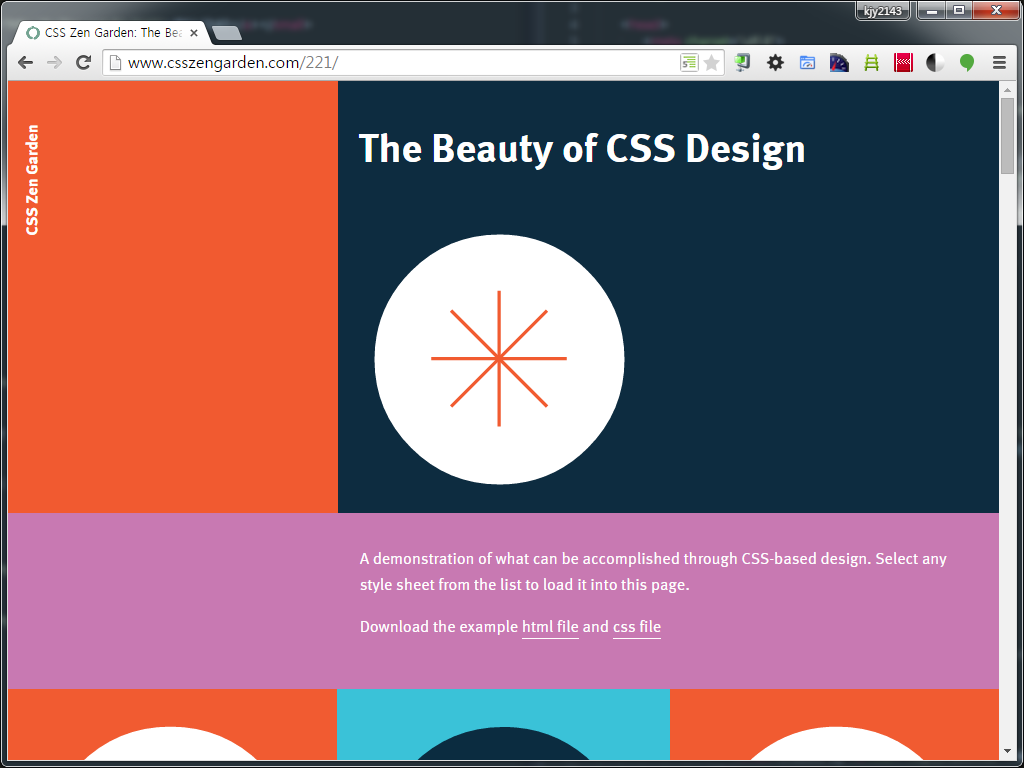 kjy2143
CSS Zen Garden: The Bea
www.csszengarden.com/221/
CSS Zen Garden
The Beauty of CSS Design
A demonstration of what can be accomplished through CSS-based design. Select any
style sheet from the list to load it into this page.
Download the example html file and css file